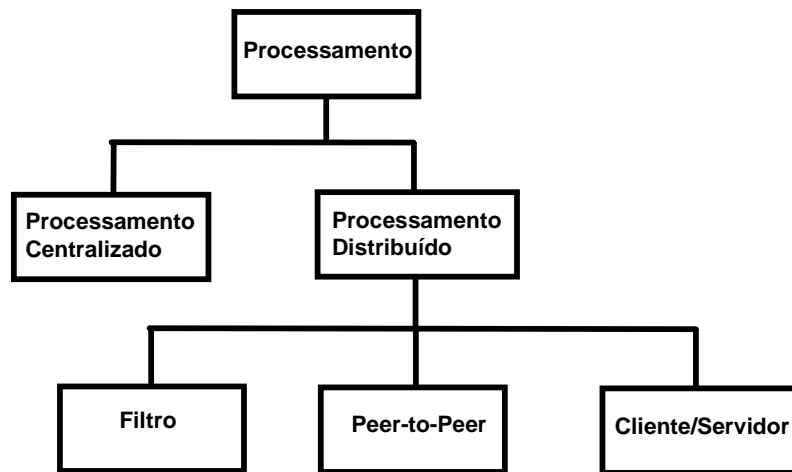 Processamento
Processamento
Centralizado
Processamento
Distribuído
Filtro
Peer-to-Peer
Cliente/Servidor